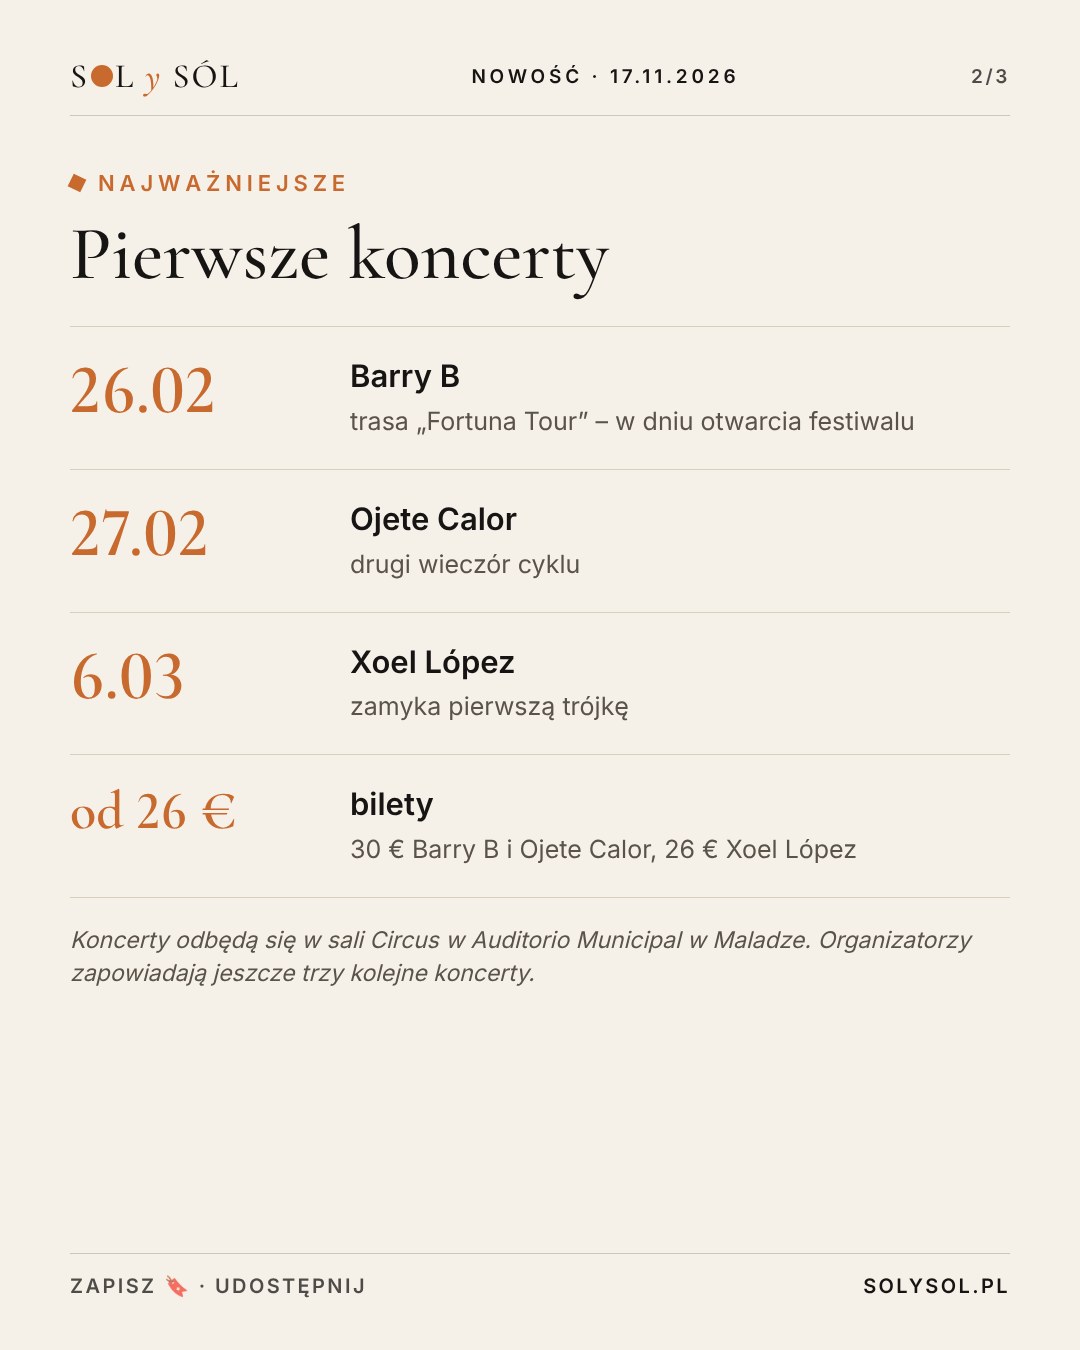 SOL y SÓL
NOWOŚĆ · 17.11.2026
2/3
NAJWAŻNIEJSZE
Pierwsze koncerty
26.02
Barry B
trasa „Fortuna Tour” – w dniu otwarcia festiwalu
27.02
Ojete Calor
drugi wieczór cyklu
6.03
Xoel López
zamyka pierwszą trójkę
od 26 €
bilety
30 € Barry B i Ojete Calor, 26 € Xoel López
Koncerty odbędą się w sali Circus w Auditorio Municipal w Maladze. Organizatorzy
zapowiadają jeszcze trzy kolejne koncerty.
ZAPISZ 🔖 · UDOSTĘPNIJ
SOLYSOL.PL